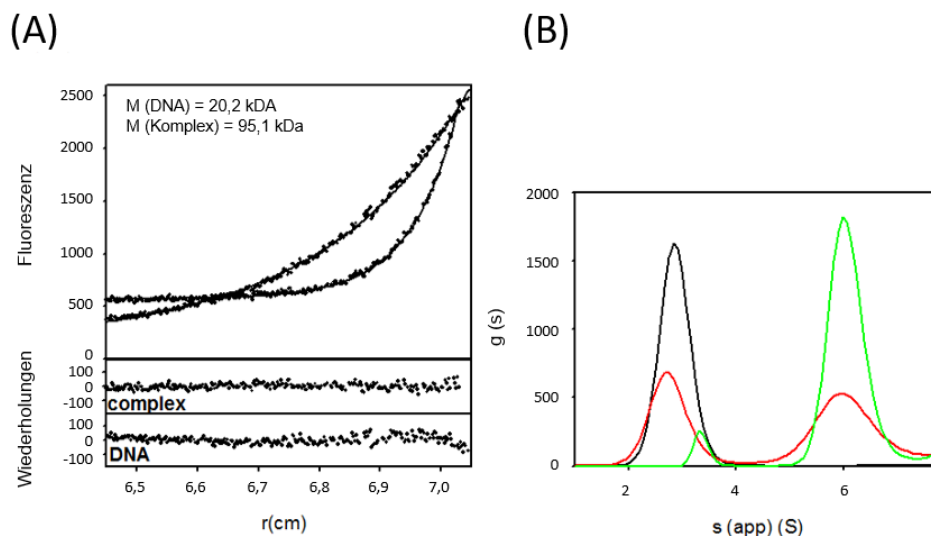 (A)
(B)
M (DNA) = 20,2 kDA
M (Komplex) = 95,1 kDa
Fluoreszenz
2500
2000
1500
1000
500
0
Wiederholungen
100
0
-100
complex
100
0
-100
DNA
6,5 6,6 6,7 6,8 6,9 7,0
r(cm)
g (s)
2000
1500
1000
500
0
2 4 6
s (app) (S)